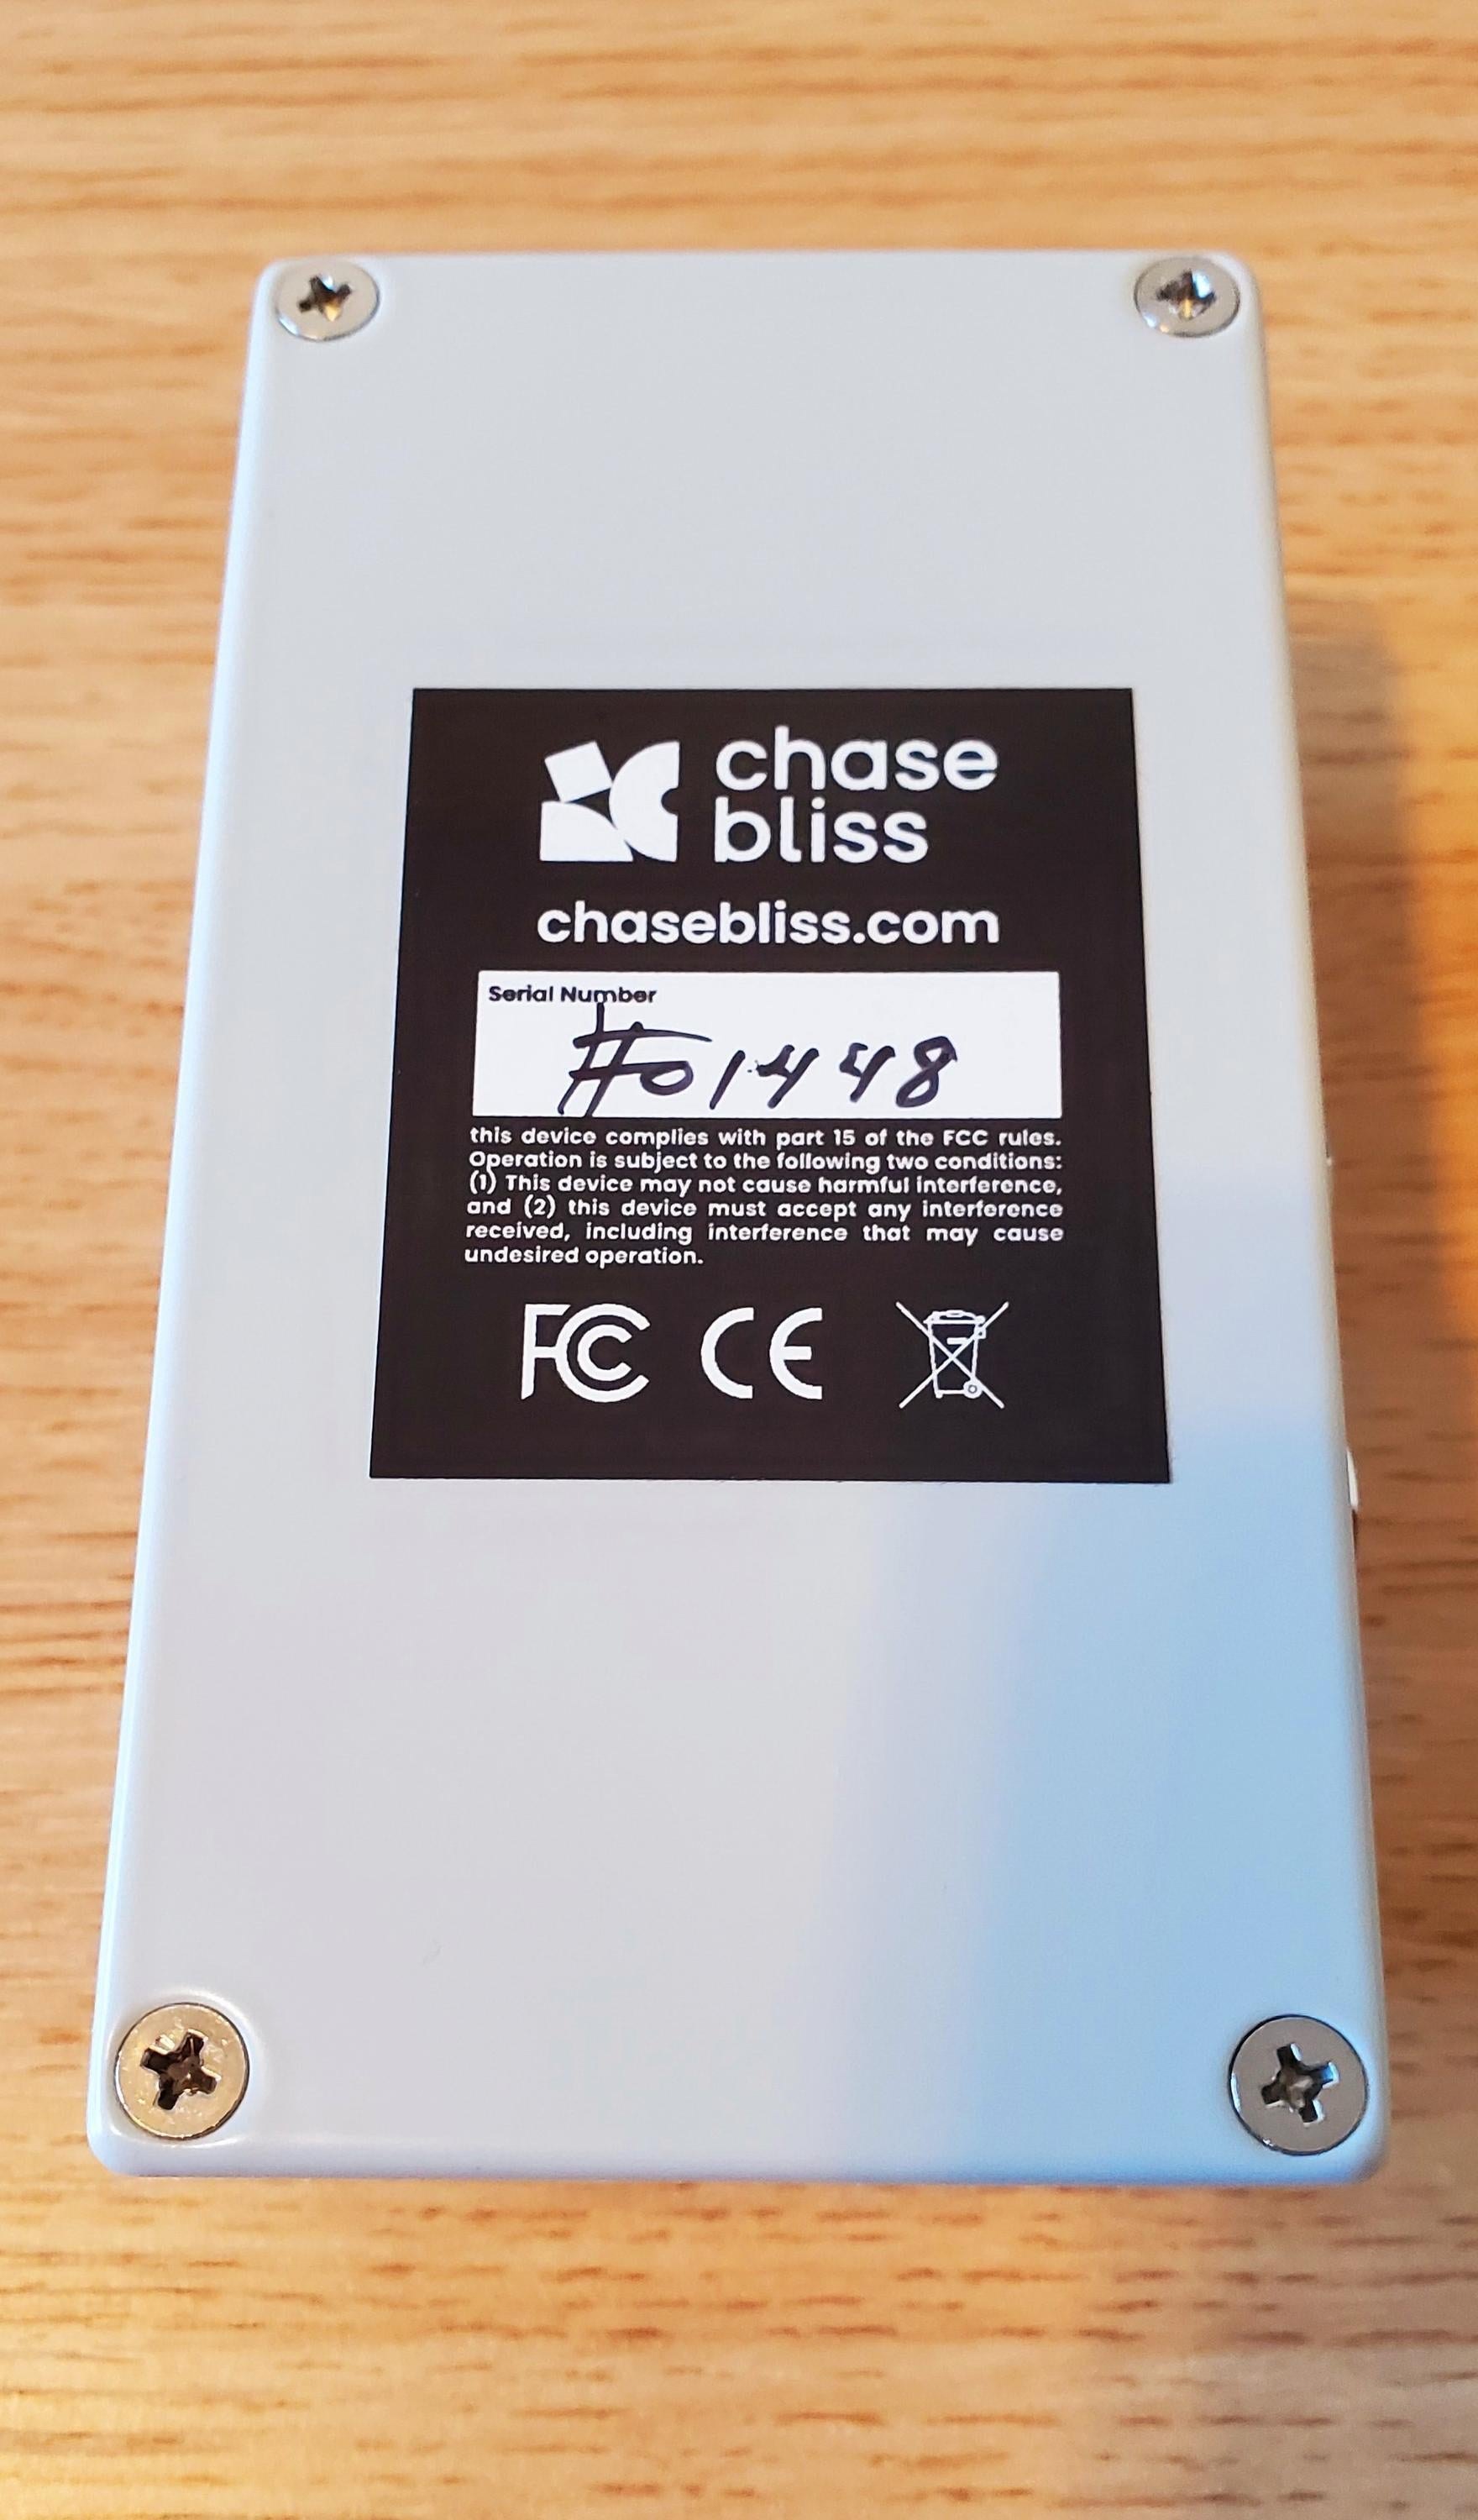 chase
bliss
chasebliss.com
Serial Number
#01448
this device complies with part 15 of the FCC rules.
Operation is subject to the following two conditions:
(1) This device may not cause harmful interference,
and (2) this device must accept any interference
received, including interference that may cause
undesired operation.
FC CE